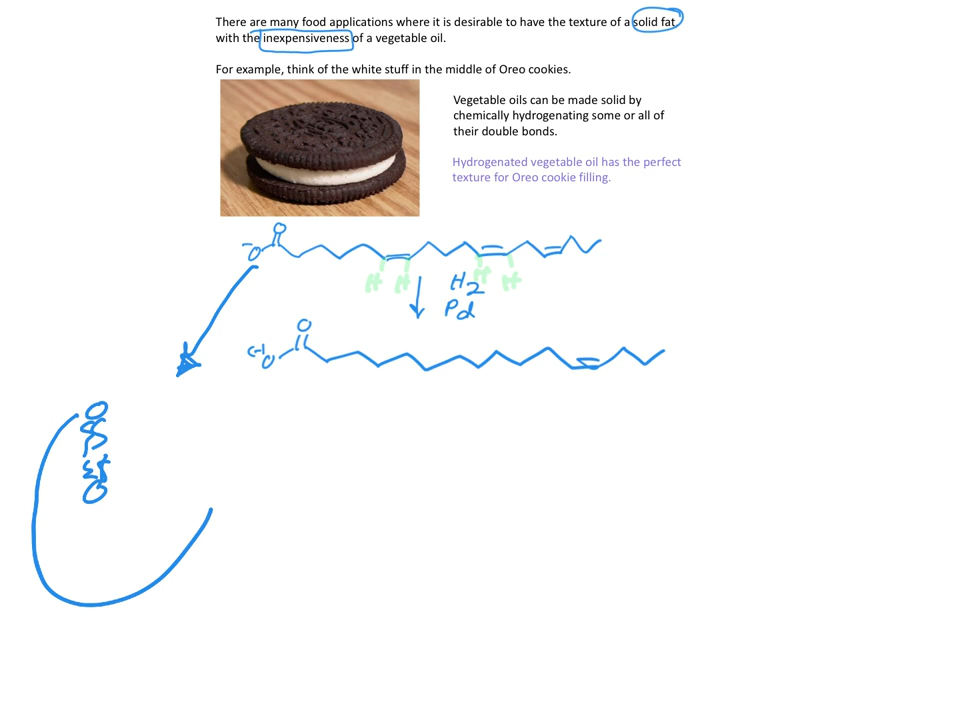 There are many food applications where it is desirable to have the texture of a solid fat
with the inexpensiveness of a vegetable oil.
For example, think of the white stuff in the middle of Oreo cookies.
Vegetable oils can be made solid by
chemically hydrogenating some or all of
their double bonds.
Hydrogenated vegetable oil has the perfect
texture for Oreo cookie filling.
O
-O
H H H H
H2
Pd
O
(-)O